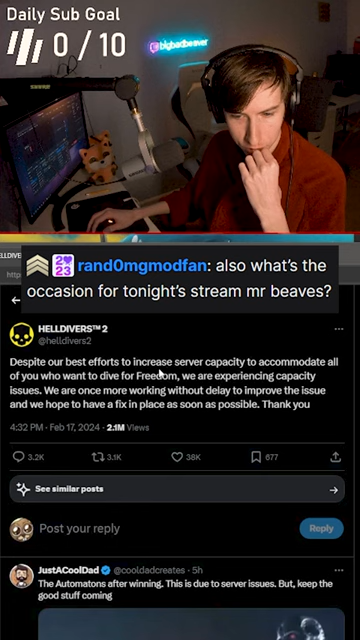 Daily Sub Goal
0 / 10
bigbadbeaver
rand0mgmodfan: also what's the
occasion for tonight's stream mr beaves?
HELLDIVERS™ 2
@helldivers2
Despite our best efforts to increase server capacity to accommodate all
of you who want to dive for Freedom, we are experiencing capacity
issues. We are once more working without delay to improve the issue
and we hope to have a fix in place as soon as possible. Thank you
4:32 PM · Feb 17, 2024 · 2.1M Views
3.2K 3.1K 38K 677
See similar posts
Post your reply
Reply
JustACoolDad @cooldadcreates · 5h
The Automatons after winning. This is due to server issues. But, keep the
good stuff coming